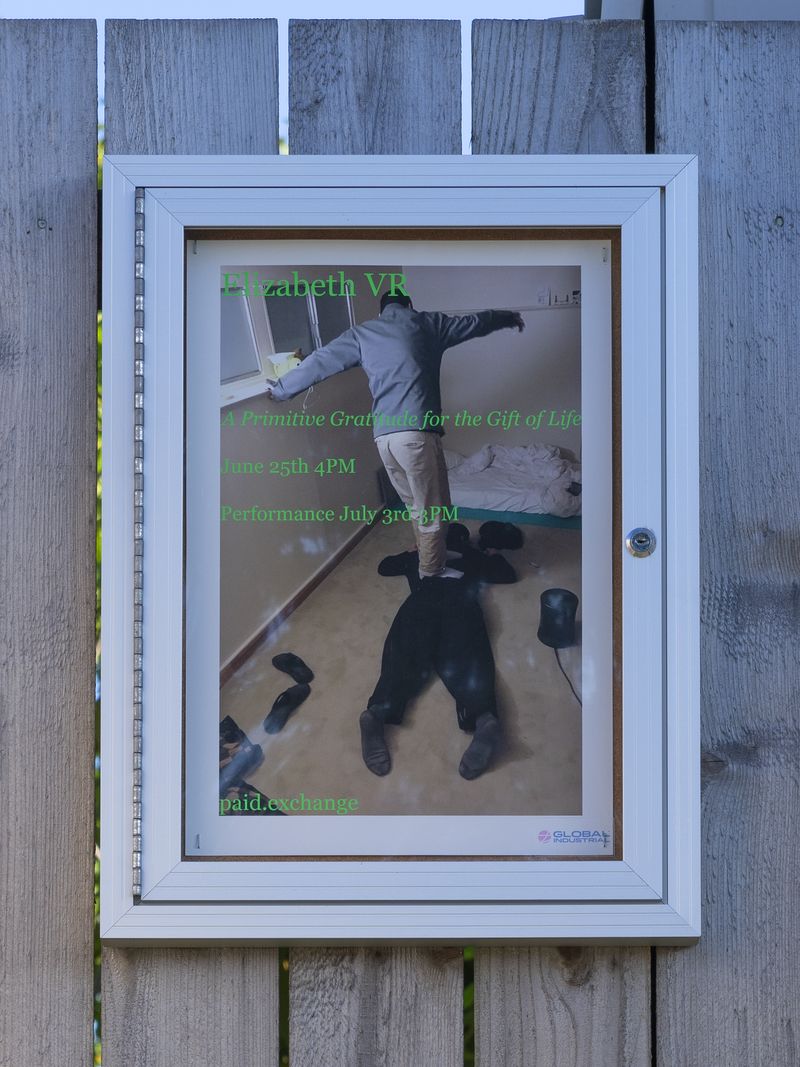 Elizabeth VR
A Primitive Gratitude for the Gift of Life
June 25th 4PM
Performance July 3rd 3PM
paid.exchange
GLOBAL
INDUSTRIAL